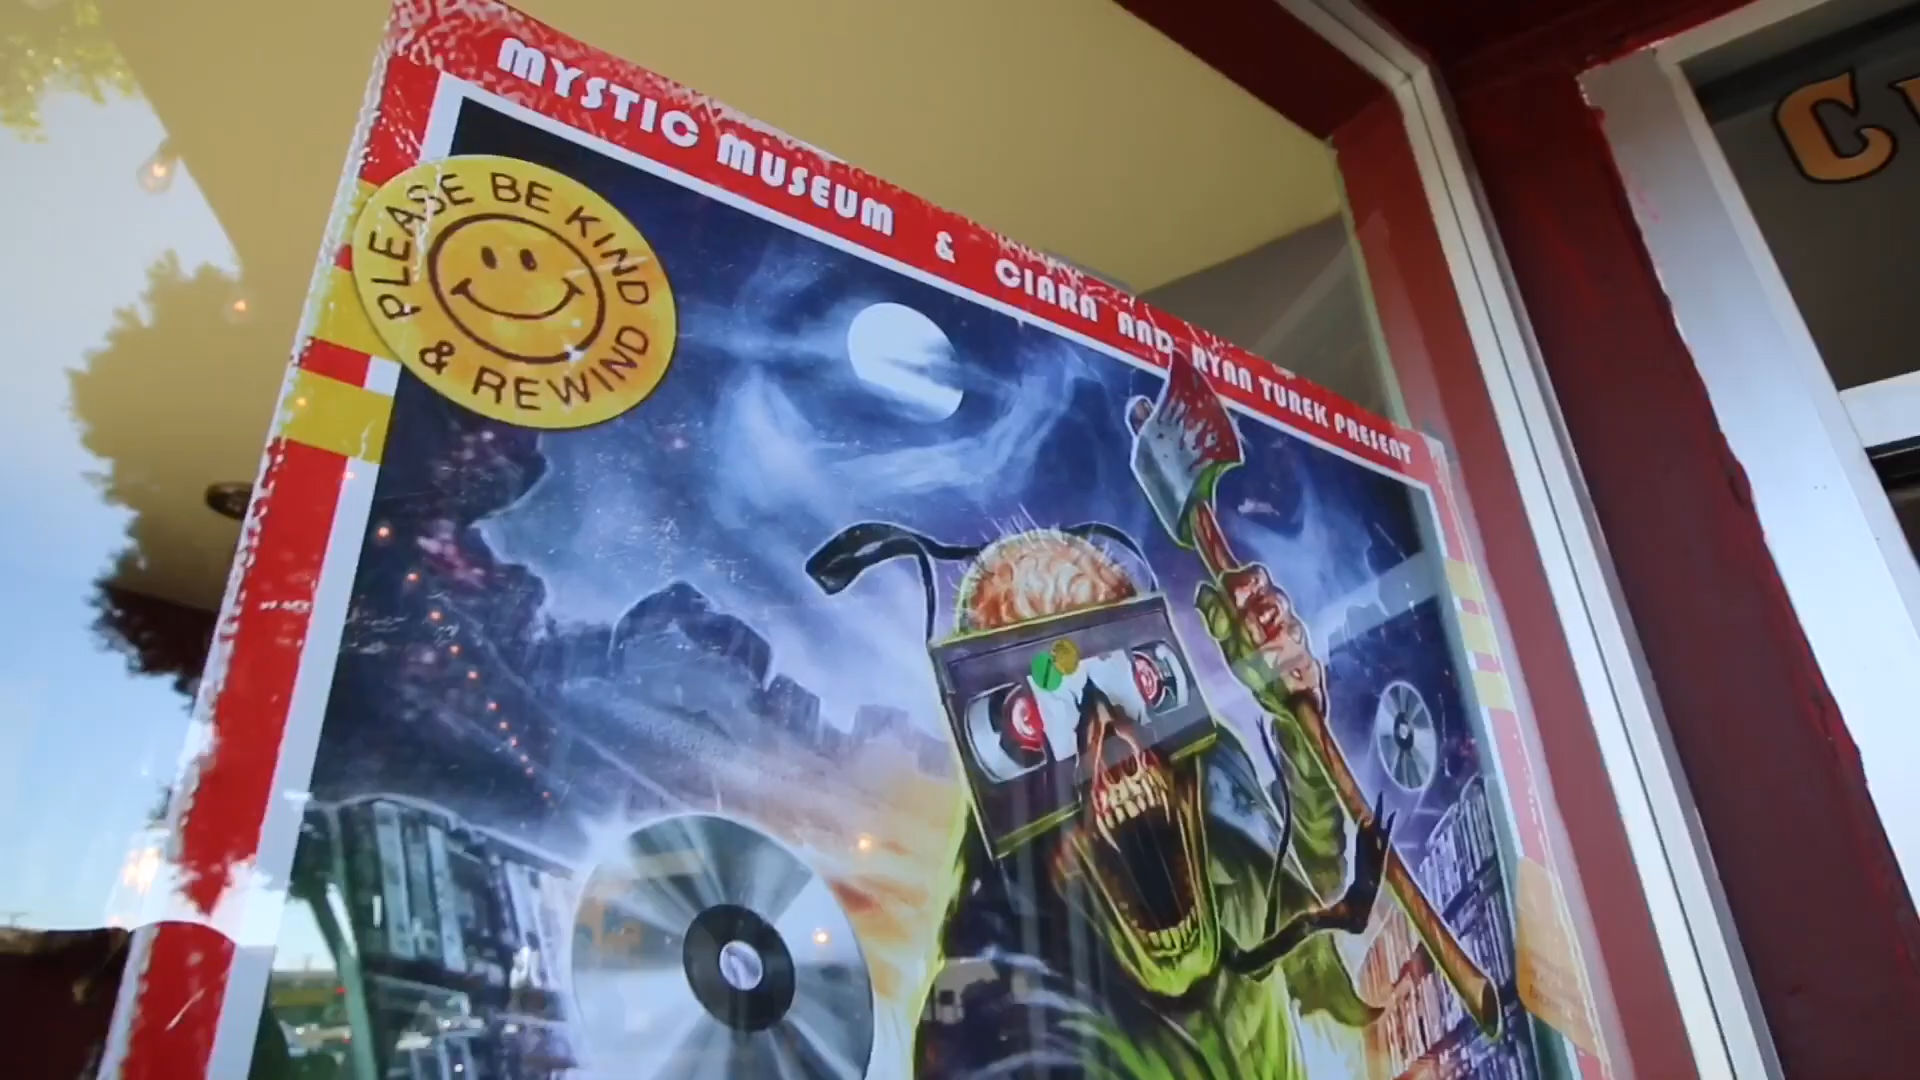 MYSTIC MUSEUM & CIARA AND RYAN TUREK PRESENT
PLEASE BE KIND
& REWIND
C